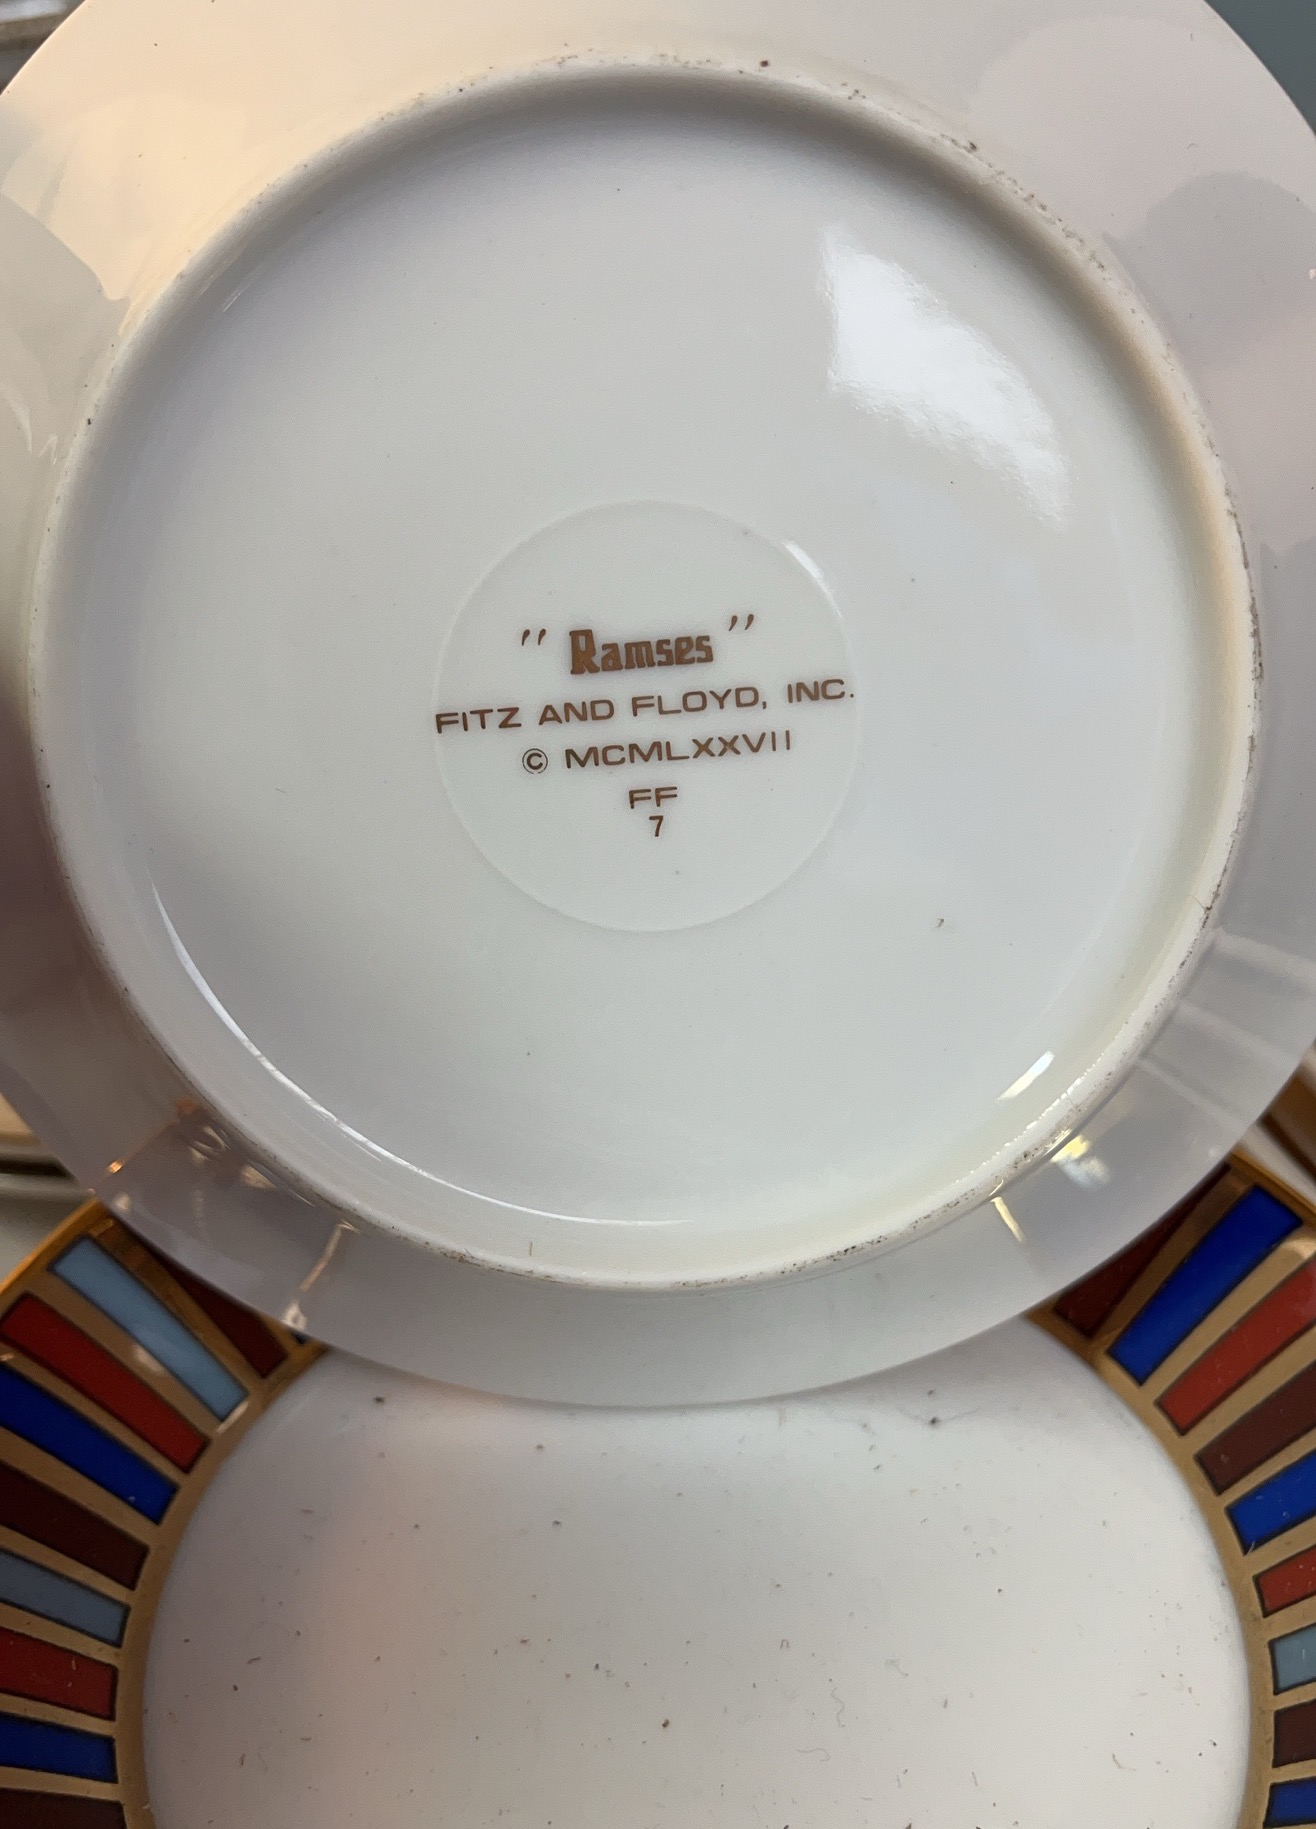 " Ramses "
FITZ AND FLOYD, INC.
© MCMLXXVII
FF
7